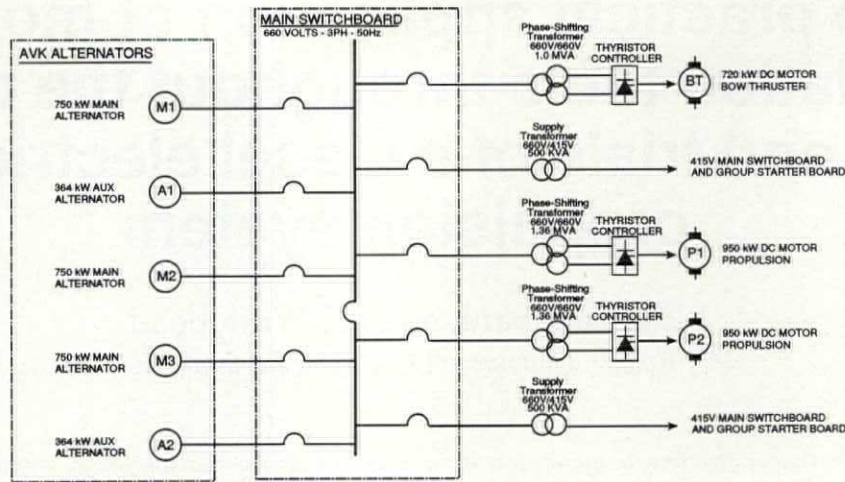 AVK ALTERNATORS
750 kW MAIN
ALTERNATOR
M1
364 kW AUX
ALTERNATOR
A1
750 kW MAIN
ALTERNATOR
M2
750 kW MAIN
ALTERNATOR
M3
364 kW AUX
ALTERNATOR
A2
MAIN SWITCHBOARD
660 VOLTS - 3PH - 50Hz
Phase-Shifting
Transformer
660V/660V
1.0 MVA
THYRISTOR
CONTROLLER
BT
720 kW DC MOTOR
BOW THRUSTER
Supply
Transformer
660V/415V
500 KVA
415V MAIN SWITCHBOARD
AND GROUP STARTER BOARD
Phase-Shifting
Transformer
660V/660V
1.36 MVA
THYRISTOR
CONTROLLER
P1
950 kW DC MOTOR
PROPULSION
Phase-Shifting
Transformer
660V/660V
1.36 MVA
THYRISTOR
CONTROLLER
P2
950 kW DC MOTOR
PROPULSION
Supply
Transformer
660V/415V
500 KVA
415V MAIN SWITCHBOARD
AND GROUP STARTER BOARD